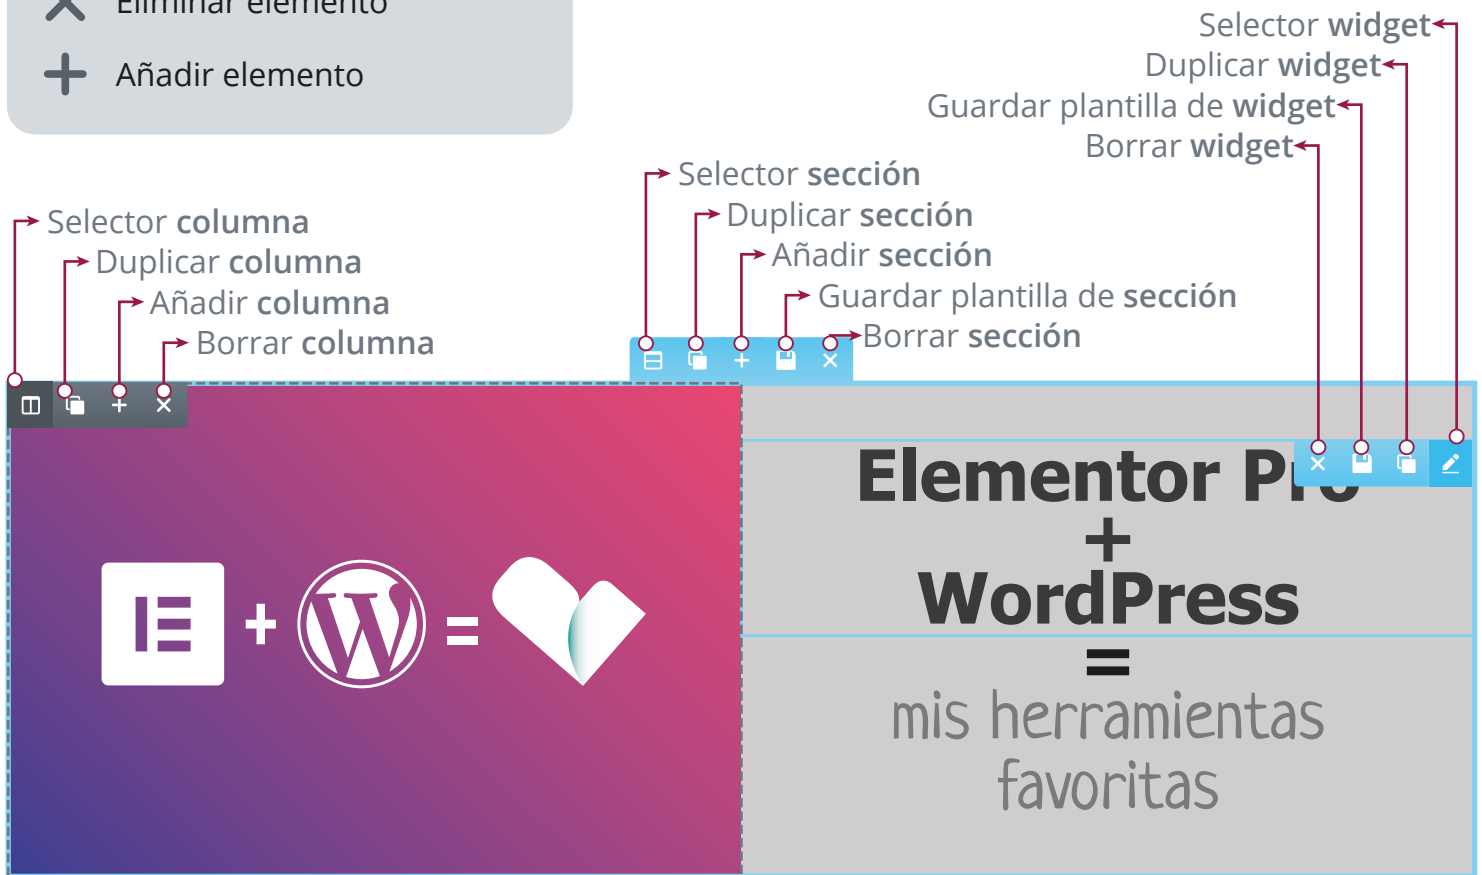 Eliminar elemento
Añadir elemento
Selector widget
Duplicar widget
Guardar plantilla de widget
Borrar widget
Selector sección
Duplicar sección
Añadir sección
Guardar plantilla de sección
Borrar sección
Selector columna
Duplicar columna
Añadir columna
Borrar columna
+
=
Elementor Pro
+
WordPress
=
mis herramientas
favoritas